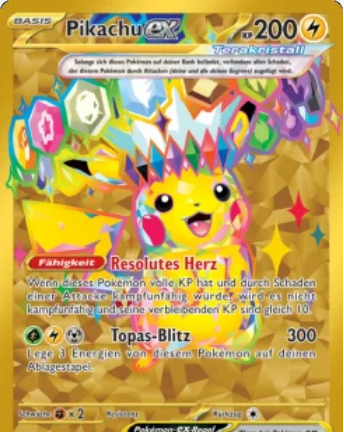 BASIS Pikachu ex KP 200
Terakristall
Solange sich dieses Pokémon auf deiner Bank befindet, verhindere allen Schaden,
der diesem Pokémon durch Attacken (deine und die deines Gegners) zugefügt wird.
Fähigkeit Resolutes Herz
Wenn dieses Pokémon volle KP hat und durch Schaden
einer Attacke kampfunfähig würde, wird es nicht
kampfunfähig und seine verbleibenden KP sind gleich 10.
Topas-Blitz 300
Lege 3 Energien von diesem Pokémon auf deinen
Ablagestapel.
Schwäche ×2 Resistenz Rückzug
Pokémon-ex-Regel